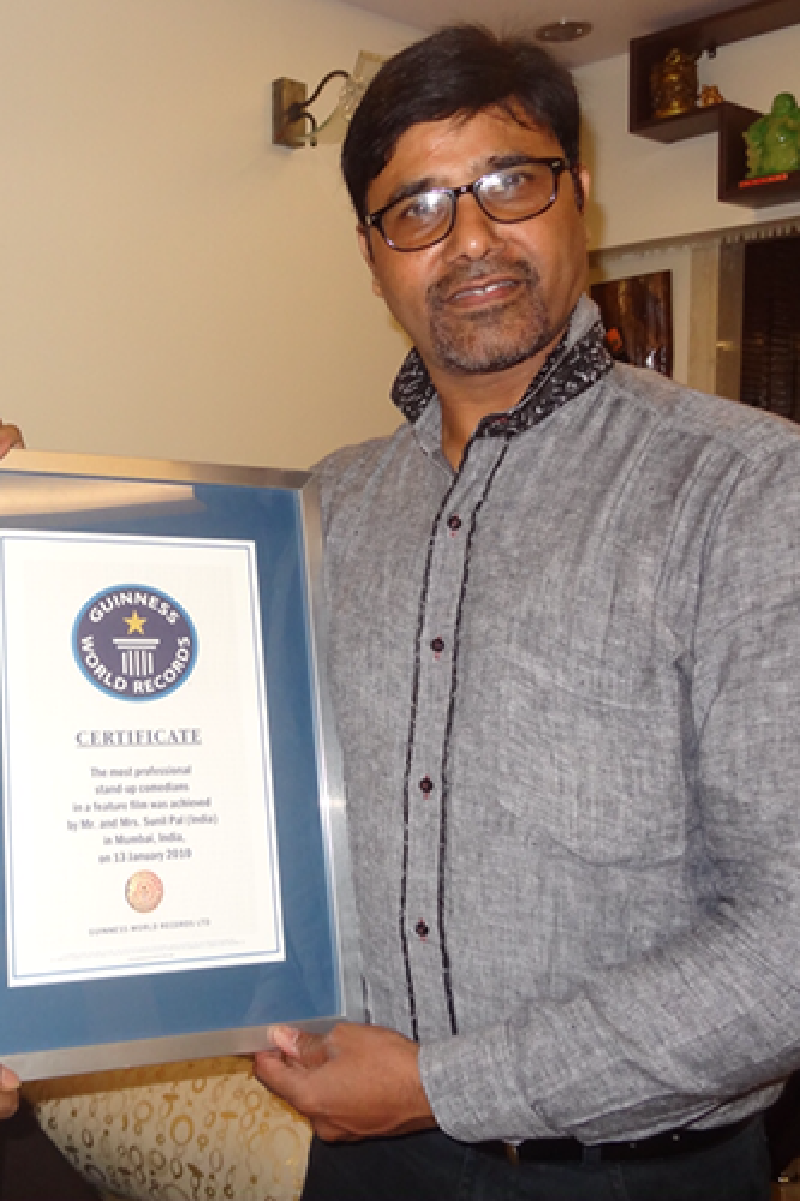 GUINNESS
WORLD RECORDS
CERTIFICATE
The most professional
stand up comedians
in a feature film was achieved
by Mr. and Mrs. Sunil Pal (India)
in Mumbai, India,
on 13 January 2010
GUINNESS WORLD RECORDS LTD